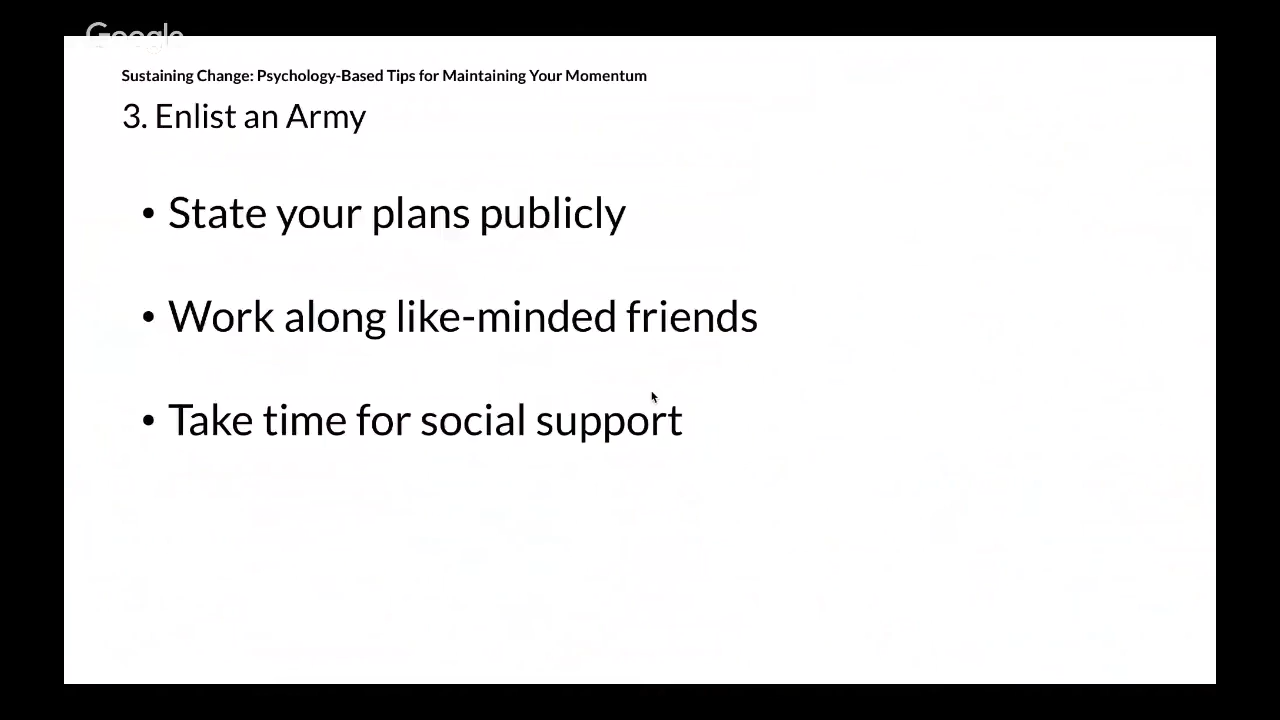 Google
Sustaining Change: Psychology-Based Tips for Maintaining Your Momentum
3. Enlist an Army
• State your plans publicly
• Work along like-minded friends
• Take time for social support